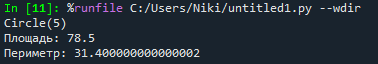 In [11]: %runfile C:/Users/Niki/untitled1.py --wdir
Circle(5)
Площадь: 78.5
Периметр: 31.400000000000002